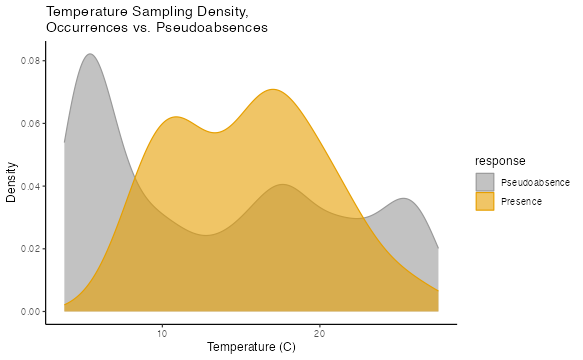 Temperature Sampling Density,
Occurrences vs. Pseudoabsences
0.08
0.06
0.04
0.02
0.00
Density
10
20
Temperature (C)
response
Pseudoabsence
Presence